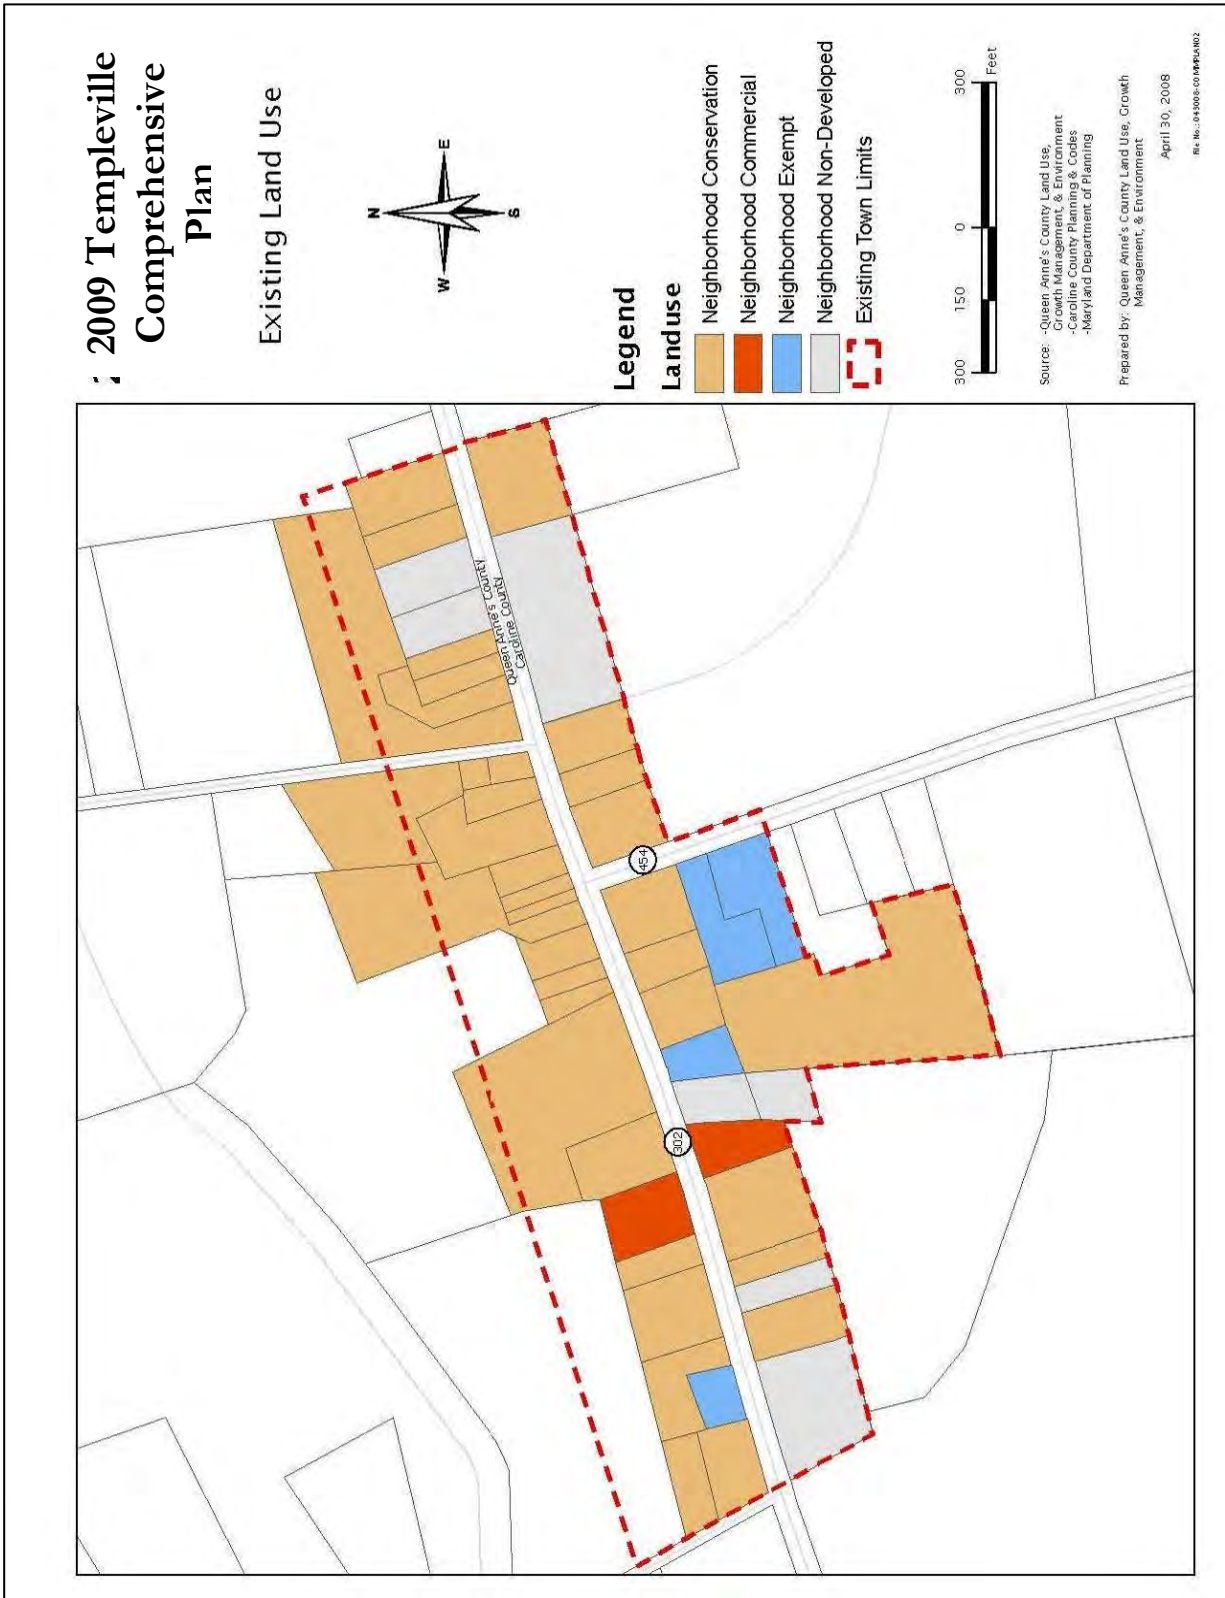 2009 Templeville
Comprehensive
Plan
Existing Land Use
N
W
E
S
Legend
Landuse
Neighborhood Conservation
Neighborhood Commercial
Neighborhood Exempt
Neighborhood Non-Developed
Existing Town Limits
300 150 0 300
Feet
Source: -Queen Anne's County Land Use,
Growth Management, & Environment
-Caroline County Planning & Codes
-Maryland Department of Planning
Prepared by: Queen Anne's County Land Use, Growth
Management, & Environment
April 30, 2008
Queen Anne's County
Caroline County
454
302